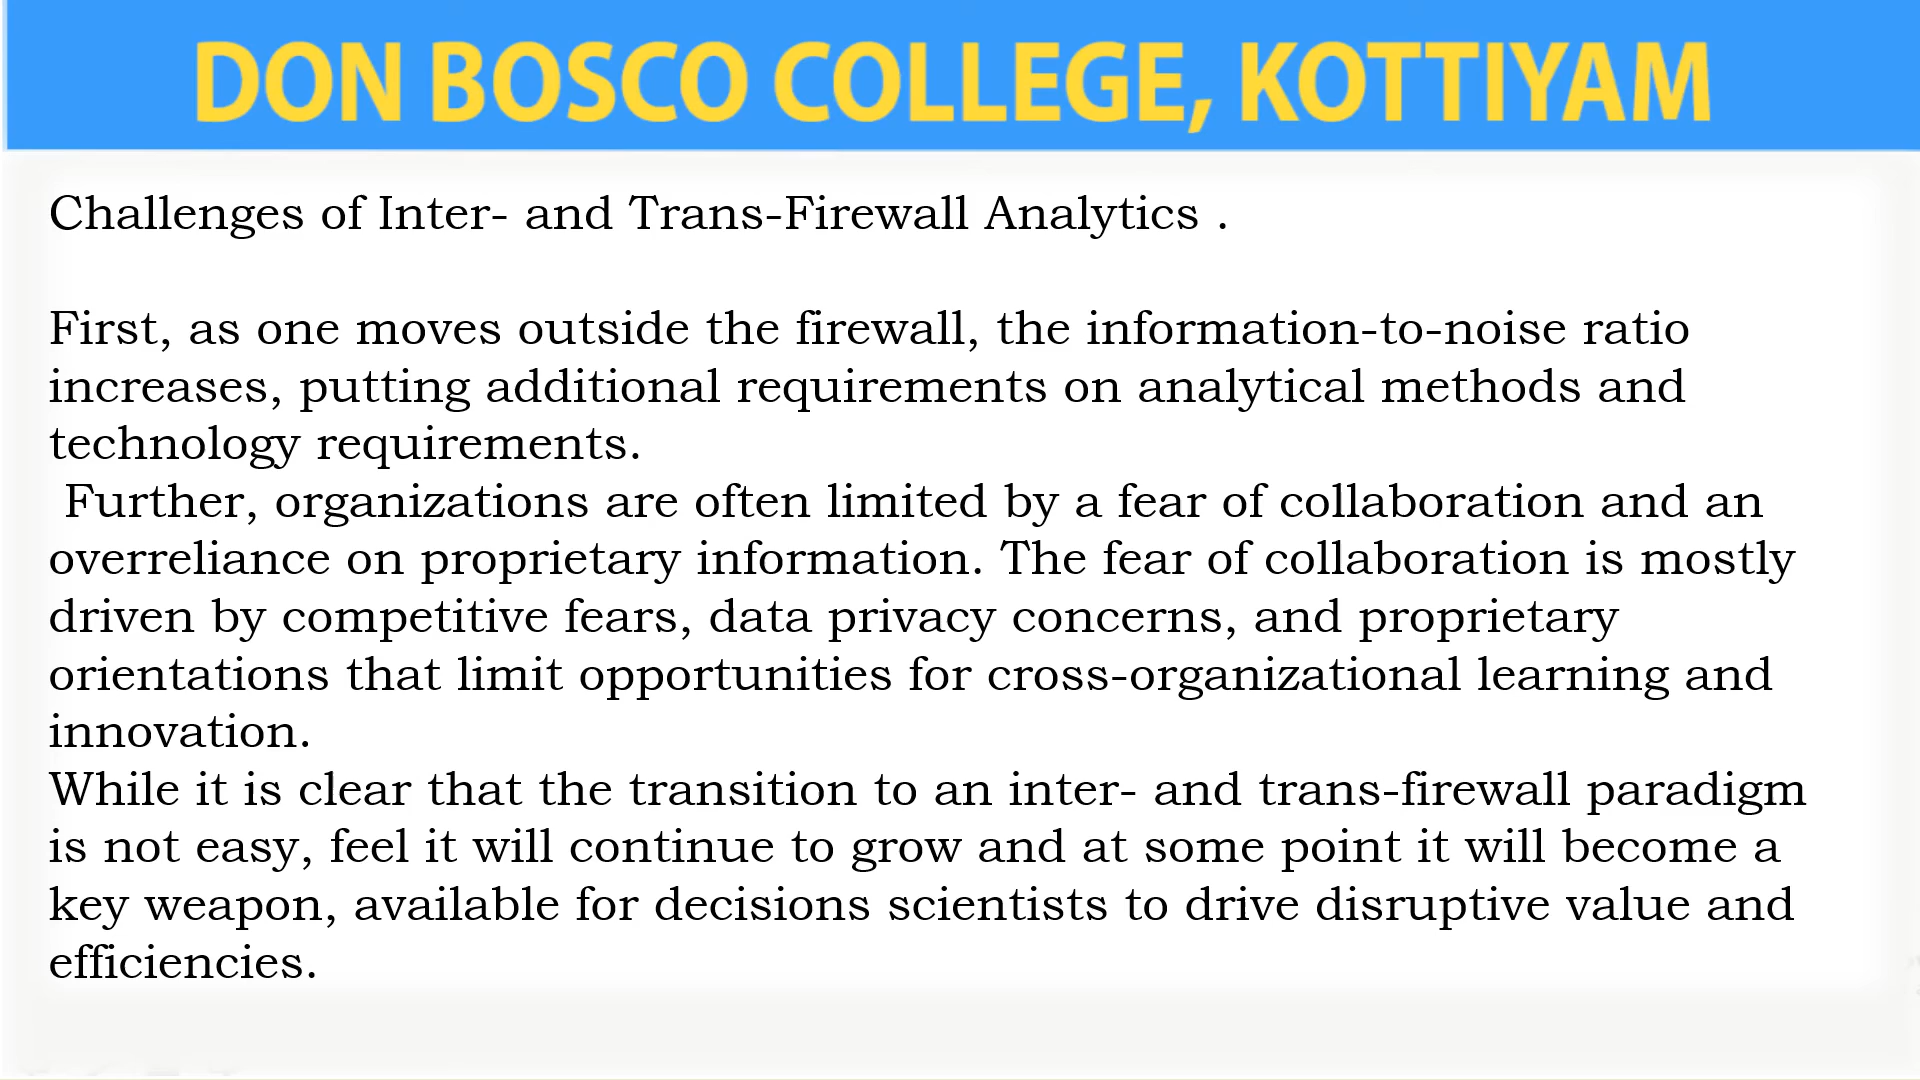 DON BOSCO COLLEGE, KOTTIYAM
Challenges of Inter- and Trans-Firewall Analytics .
First, as one moves outside the firewall, the information-to-noise ratio
increases, putting additional requirements on analytical methods and
technology requirements.
Further, organizations are often limited by a fear of collaboration and an
overreliance on proprietary information. The fear of collaboration is mostly
driven by competitive fears, data privacy concerns, and proprietary
orientations that limit opportunities for cross-organizational learning and
innovation.
While it is clear that the transition to an inter- and trans-firewall paradigm
is not easy, feel it will continue to grow and at some point it will become a
key weapon, available for decisions scientists to drive disruptive value and
efficiencies.